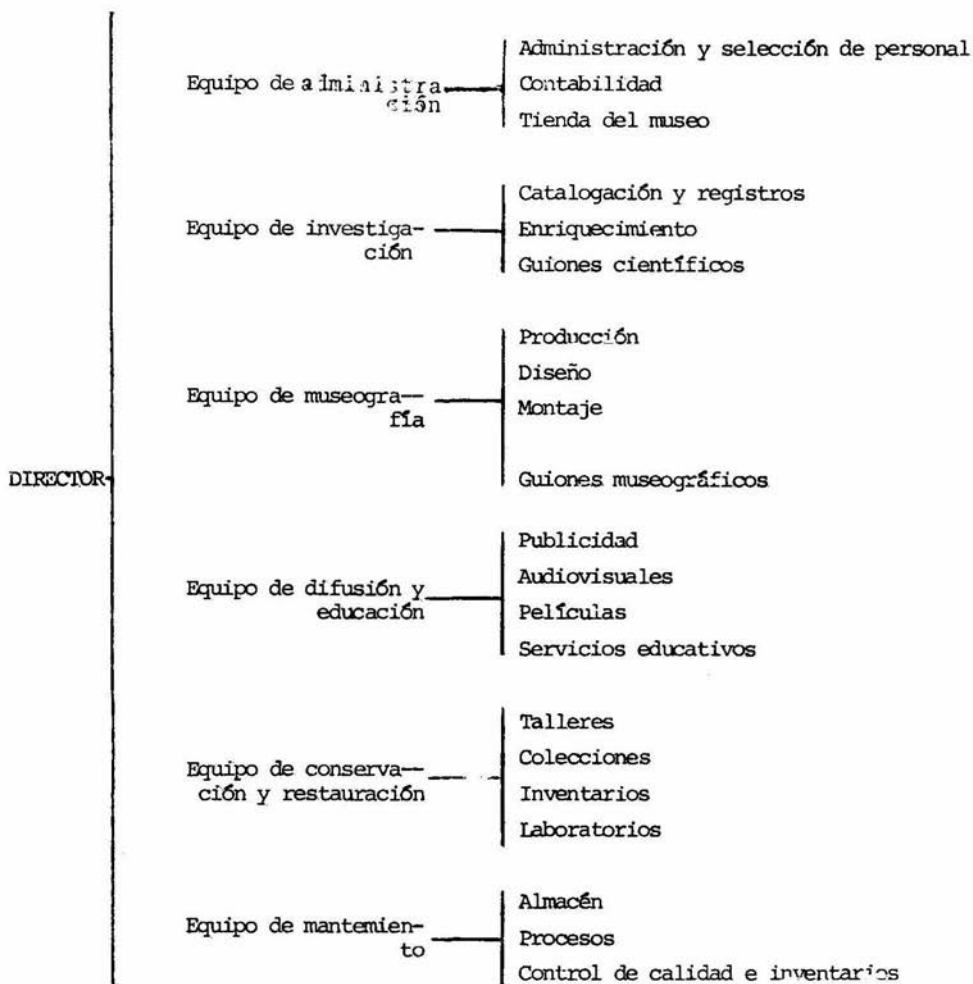 Administración y selección de personal
Equipo de administra
ción
Contabilidad
Tienda del museo
Catalogación y registros
Equipo de investiga-
ción
Enriquecimiento
Guiones científicos
Producción
Diseño
Equipo de museogra--
fía
Montaje
Guiones museográficos
DIRECTOR
Publicidad
Audiovisuales
Equipo de difusión y
educación
Películas
Servicios educativos
Talleres
Colecciones
Equipo de conserva--
ción y restauración
Inventarios
Laboratorios
Almacén
Equipo de mantemien-
to
Procesos
Control de calidad e inventarios